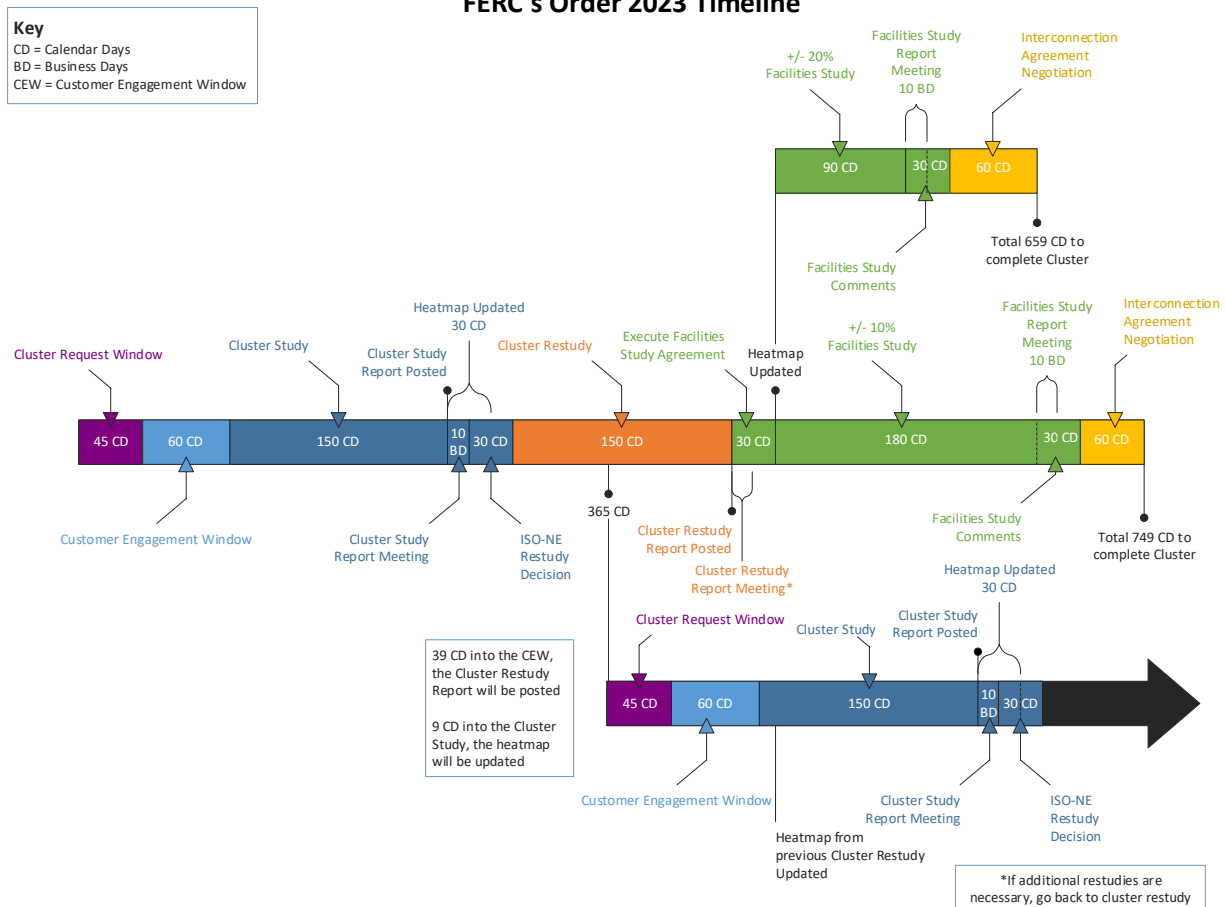 FERC's Order 2023 Timeline
Key
CD = Calendar Days
BD = Business Days
CEW = Customer Engagement Window
+/- 20%
Facilities Study
Facilities Study
Report
Meeting
10 BD
Interconnection
Agreement
Negotiation
90 CD
30 CD
60 CD
Total 659 CD to
complete Cluster
Facilities Study
Comments
Cluster Request Window
Cluster Study
Cluster Study
Report Posted
Heatmap Updated
30 CD
Cluster Restudy
Execute Facilities
Study Agreement
Heatmap
Updated
+/- 10%
Facilities Study
Facilities Study
Report
Meeting
10 BD
Interconnection
Agreement
Negotiation
45 CD
60 CD
150 CD
10
BD
30 CD
150 CD
30 CD
180 CD
30 CD
60 CD
Customer Engagement Window
Cluster Study
Report Meeting
ISO-NE
Restudy
Decision
365 CD
Cluster Restudy
Report Posted
Cluster Restudy
Report Meeting*
Facilities Study
Comments
Total 749 CD to
complete Cluster
39 CD into the CEW,
the Cluster Restudy
Report will be posted
9 CD into the Cluster
Study, the heatmap
will be updated
Cluster Request Window
Cluster Study
Cluster Study
Report Posted
Heatmap Updated
30 CD
45 CD
60 CD
150 CD
10
BD
30 CD
Customer Engagement Window
Heatmap from
previous Cluster Restudy
Updated
Cluster Study
Report Meeting
ISO-NE
Restudy
Decision
*If additional restudies are
necessary, go back to cluster restudy